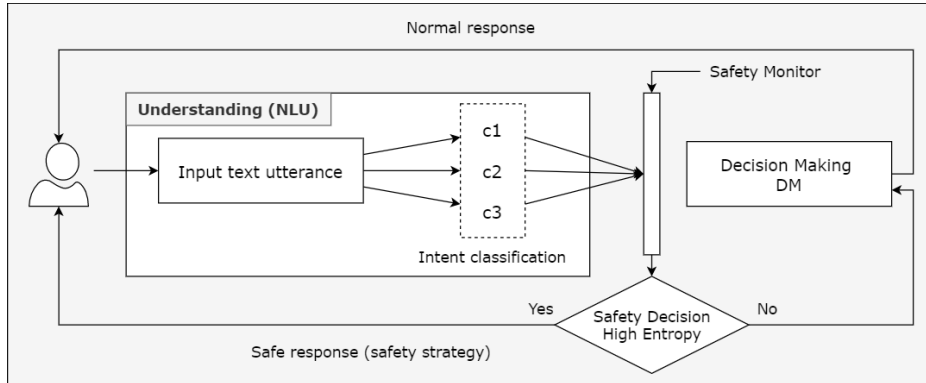 Normal response
Safety Monitor
Understanding (NLU)
Input text utterance
c1
c2
c3
Intent classification
Decision Making
DM
Yes
Safety Decision
High Entropy
No
Safe response (safety strategy)